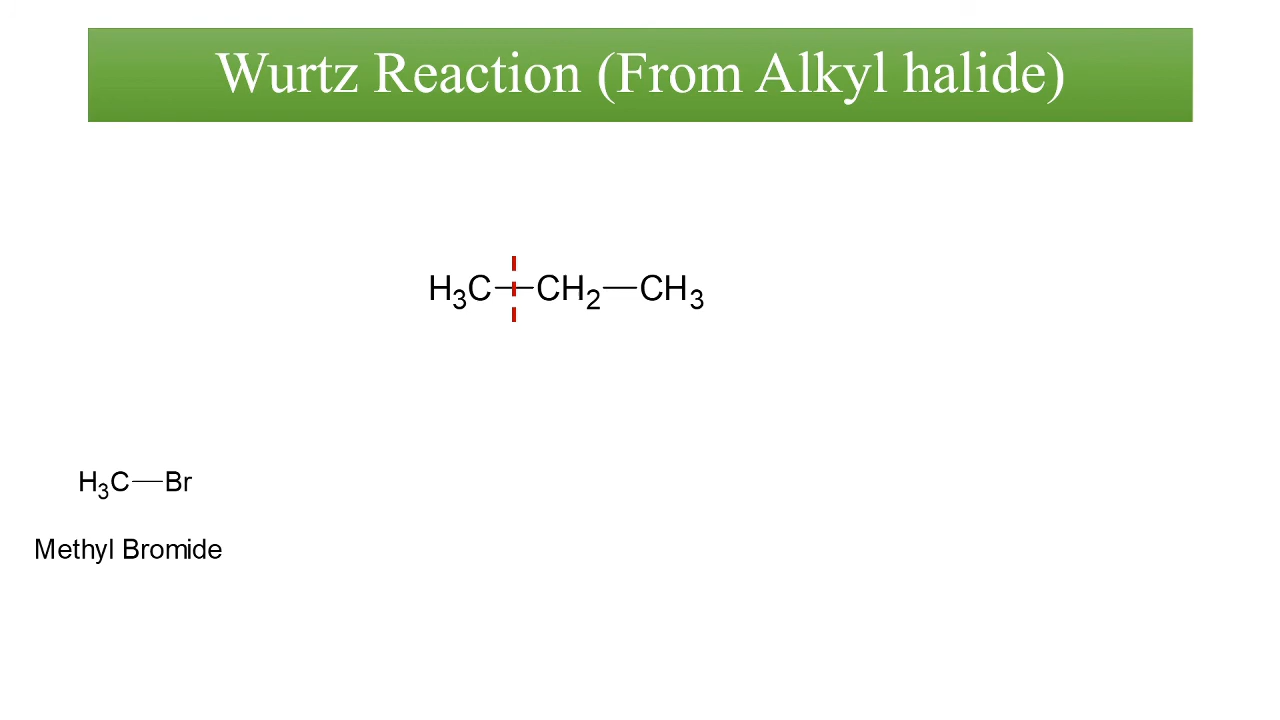 Wurtz Reaction (From Alkyl halide)
H₃C—CH₂—CH₃
H₃C—Br
Methyl Bromide